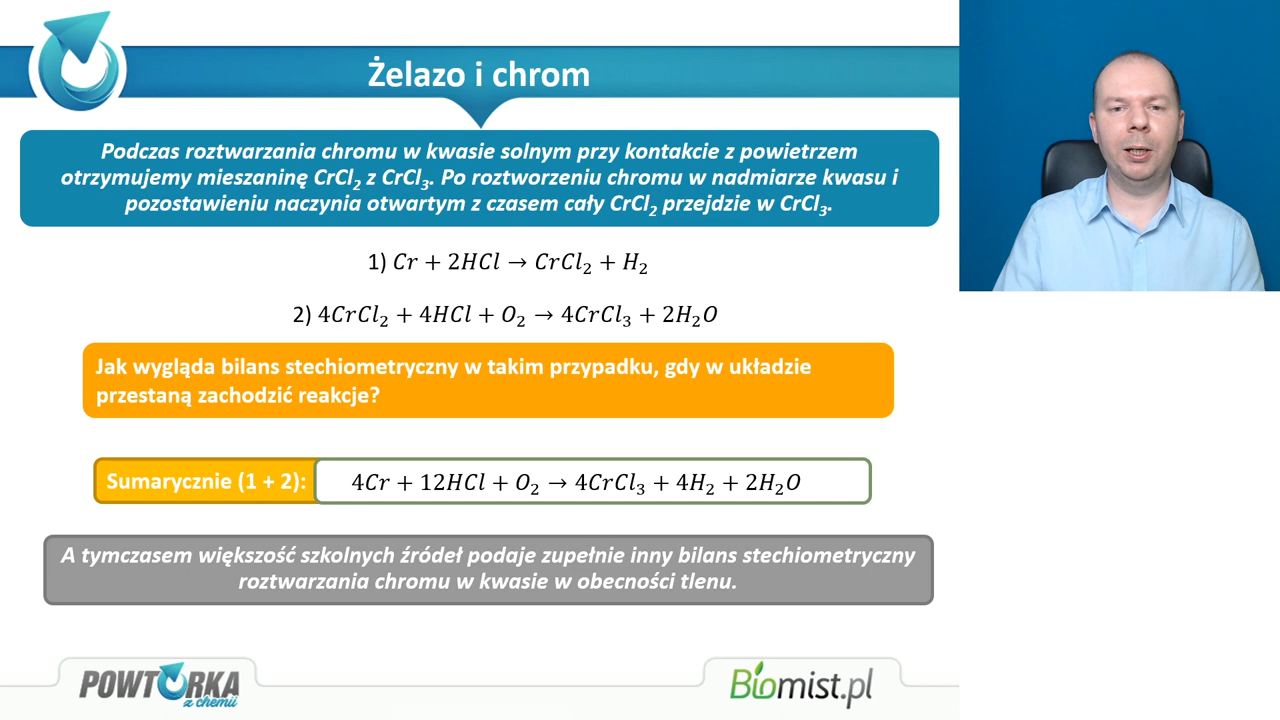 Żelazo i chrom
Podczas roztwarzania chromu w kwasie solnym przy kontakcie z powietrzem
otrzymujemy mieszaninę CrCl₂ z CrCl₃. Po roztworzeniu chromu w nadmiarze kwasu i
pozostawieniu naczynia otwartym z czasem cały CrCl₂ przejdzie w CrCl₃.
1) Cr + 2HCl → CrCl₂ + H₂
2) 4CrCl₂ + 4HCl + O₂ → 4CrCl₃ + 2H₂O
Jak wygląda bilans stechiometryczny w takim przypadku, gdy w układzie
przestaną zachodzić reakcje?
Sumarycznie (1 + 2): 4Cr + 12HCl + O₂ → 4CrCl₃ + 4H₂ + 2H₂O
A tymczasem większość szkolnych źródeł podaje zupełnie inny bilans stechiometryczny
roztwarzania chromu w kwasie w obecności tlenu.
POWTÓRKA
z chemii
Biomist.pl